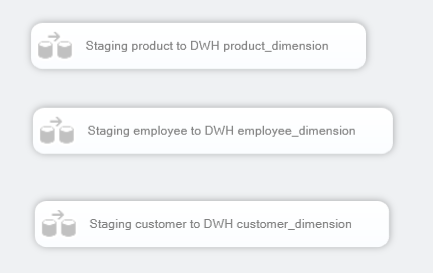 Staging product to DWH product_dimension
Staging employee to DWH employee_dimension
Staging customer to DWH customer_dimension